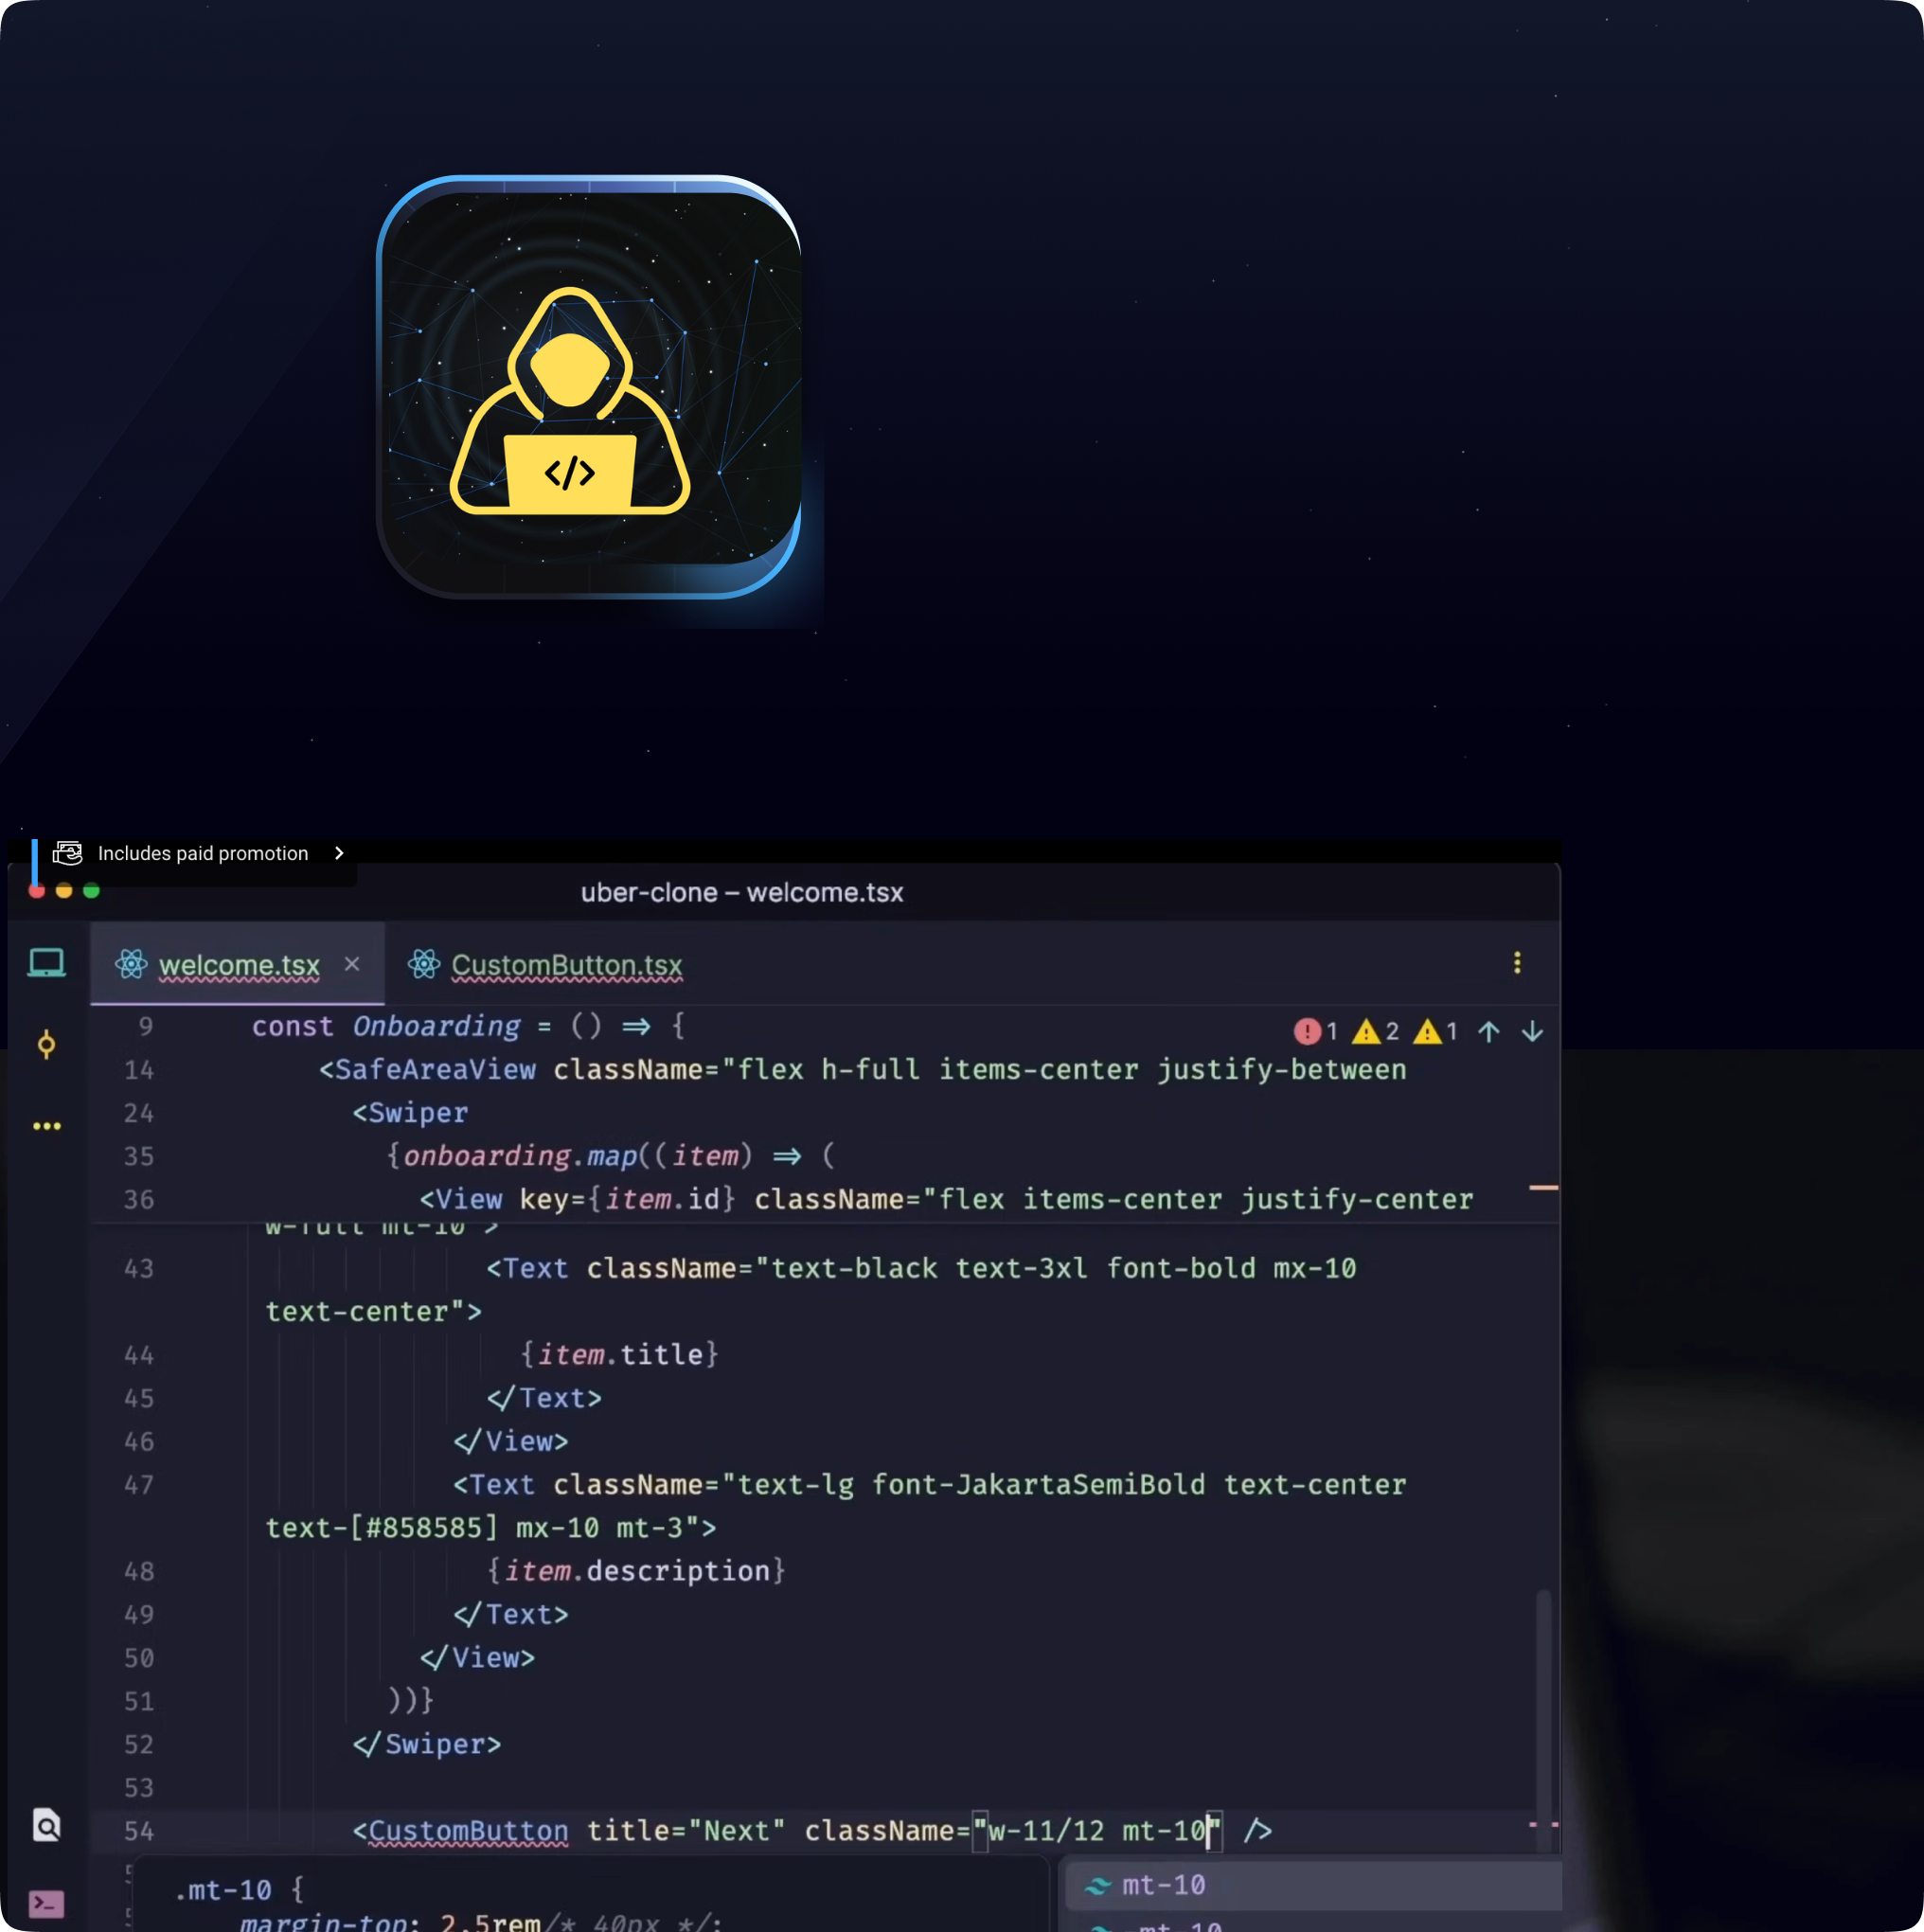 </>
Includes paid promotion
uber-clone – welcome.tsx
welcome.tsx ×
CustomButton.tsx
9 const Onboarding = () => {
1 2 1
14 <SafeAreaView className="flex h-full items-center justify-between
24 <Swiper
35 {onboarding.map((item) => (
36 <View key={item.id} className="flex items-center justify-center
w-full mt-10">
43 <Text className="text-black text-3xl font-bold mx-10
text-center">
44 {item.title}
45 </Text>
46 </View>
47 <Text className="text-lg font-JakartaSemiBold text-center
text-[#858585] mx-10 mt-3">
48 {item.description}
49 </Text>
50 </View>
51 ))}
52 </Swiper>
53
54 <CustomButton title="Next" className="w-11/12 mt-10" />
.mt-10 {
mt-10
margin-top: 2.5rem/* 40px */;
-mt-10